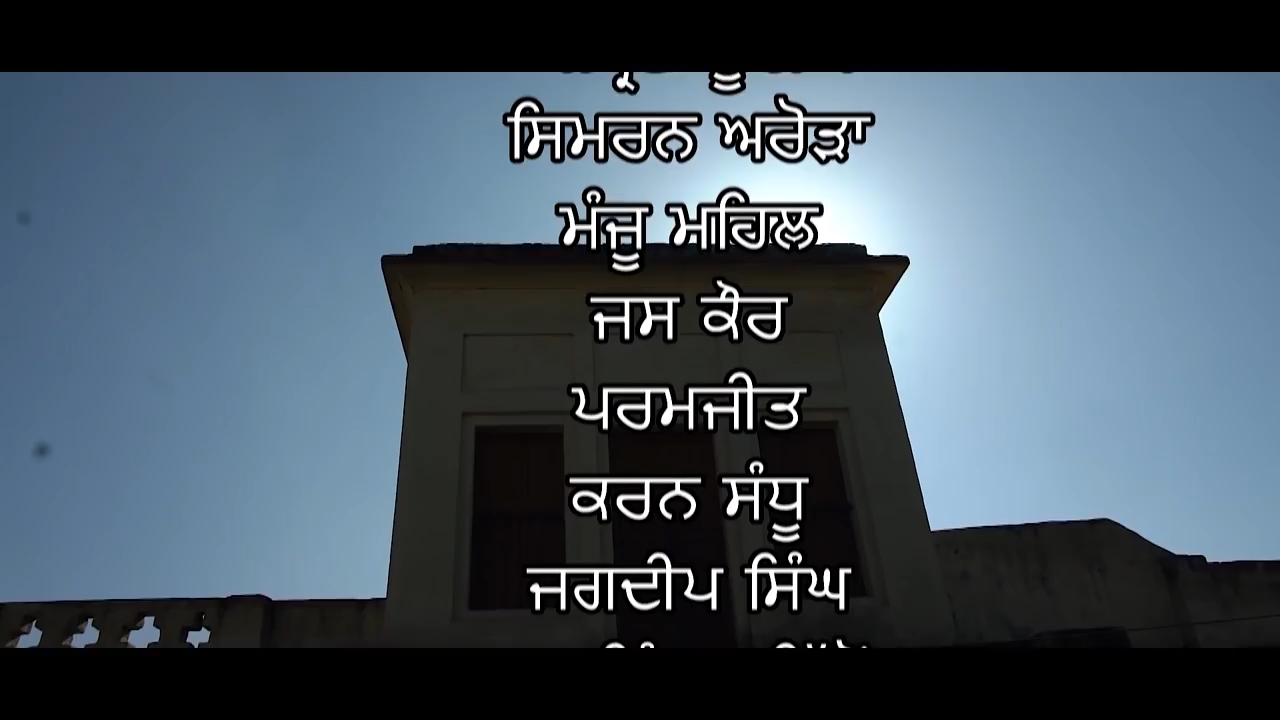 ਸਿਮਰਨ ਅਰੋੜਾ
ਮੰਜੂ ਮਹਿਲ
ਜਸ ਕੌਰ
ਪਰਮਜੀਤ
ਕਰਨ ਸੰਧੂ
ਜਗਦੀਪ ਸਿੰਘ